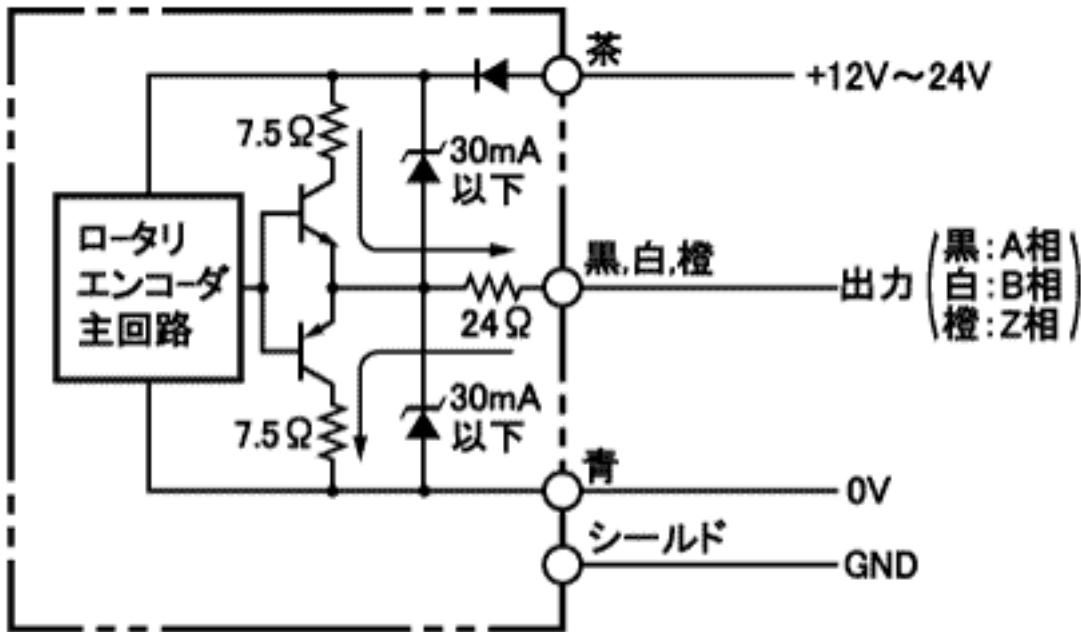 茶
+12V～24V
7.5Ω
30mA
以下
ロータリ
エンコーダ
主回路
黒,白,橙
24Ω
出力
黒:A相
白:B相
橙:Z相
30mA
以下
7.5Ω
青
0V
シールド
GND